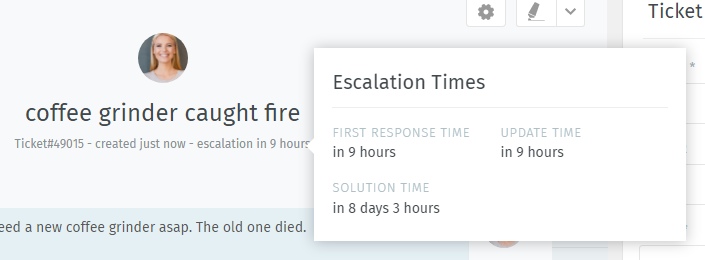 Ticket
*
Escalation Times
coffee grinder caught fire
FIRST RESPONSE TIME UPDATE TIME
Ticket#49015 - created just now - escalation in 9 hours
in 9 hours in 9 hours
SOLUTION TIME
in 8 days 3 hours
need a new coffee grinder asap. The old one died.